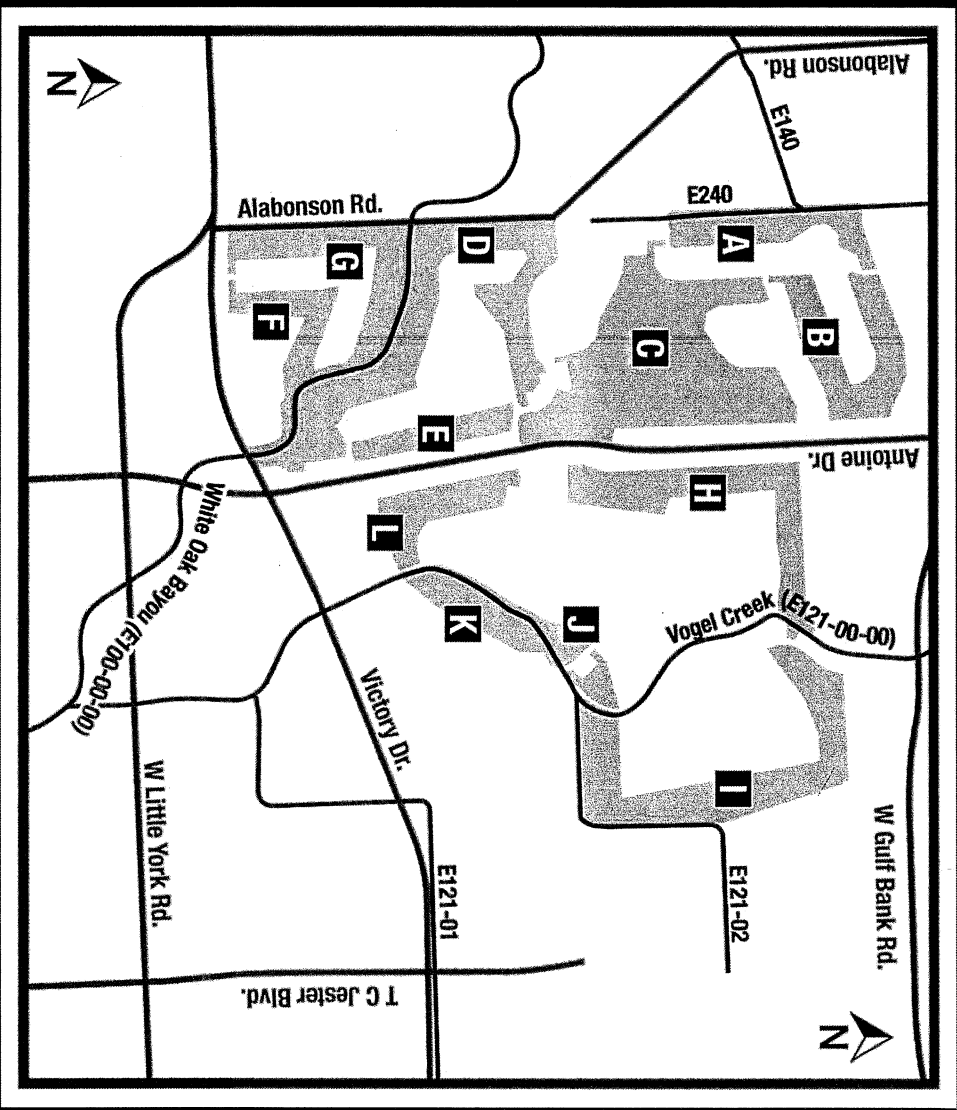 N
Alabonson Rd.
E140
E240
Alabonson Rd.
A
B
C
D
E
F
G
H
I
J
K
L
Antoine Dr.
White Oak Bayou (E100-00-00)
Vogel Creek (E121-00-00)
Victory Dr.
W Little York Rd.
W Gulf Bank Rd.
E121-01
E121-02
T C Jester Blvd.
N